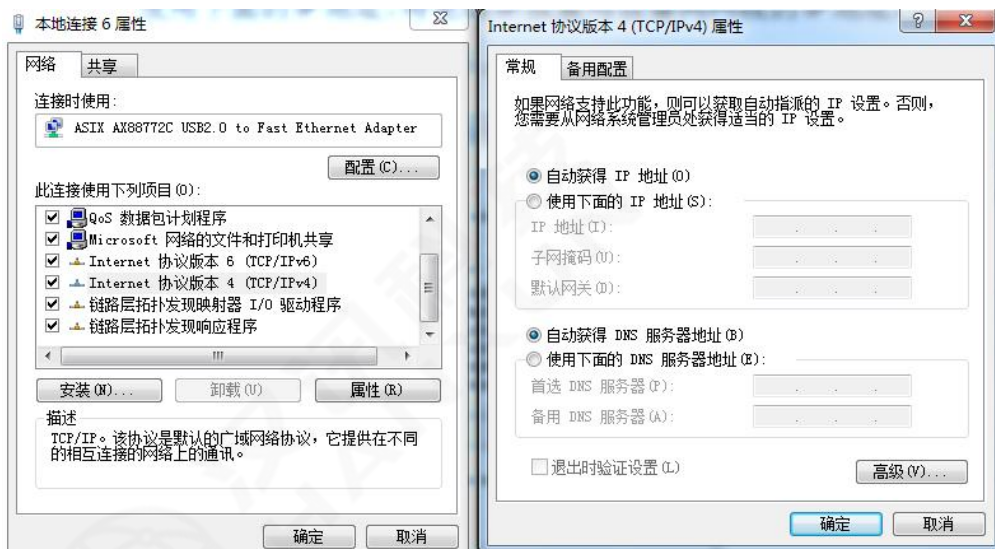 本地连接 6 属性
网络
共享
连接时使用:
ASIX AX88772C USB2.0 to Fast Ethernet Adapter
配置(C)...
此连接使用下列项目(O):
QoS 数据包计划程序
Microsoft 网络的文件和打印机共享
Internet 协议版本 6 (TCP/IPv6)
Internet 协议版本 4 (TCP/IPv4)
链路层拓扑发现映射器 I/O 驱动程序
链路层拓扑发现响应程序
安装(N)...
卸载(U)
属性(R)
描述
TCP/IP。该协议是默认的广域网络协议，它提供在不同
的相互连接的网络上的通讯。
确定
取消
Internet 协议版本 4 (TCP/IPv4) 属性
常规
备用配置
如果网络支持此功能，则可以获取自动指派的 IP 设置。否则，
您需要从网络系统管理员处获得适当的 IP 设置。
自动获得 IP 地址(O)
使用下面的 IP 地址(S):
IP 地址(I):
子网掩码(U):
默认网关(D):
自动获得 DNS 服务器地址(B)
使用下面的 DNS 服务器地址(E):
首选 DNS 服务器(P):
备用 DNS 服务器(A):
退出时验证设置(L)
高级(V)...
确定
取消